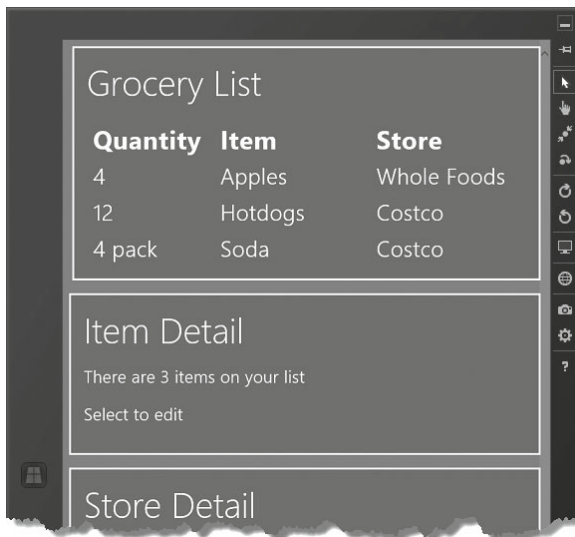 Grocery List
Quantity Item Store
4 Apples Whole Foods
12 Hotdogs Costco
4 pack Soda Costco
Item Detail
There are 3 items on your list
Select to edit
Store Detail
?